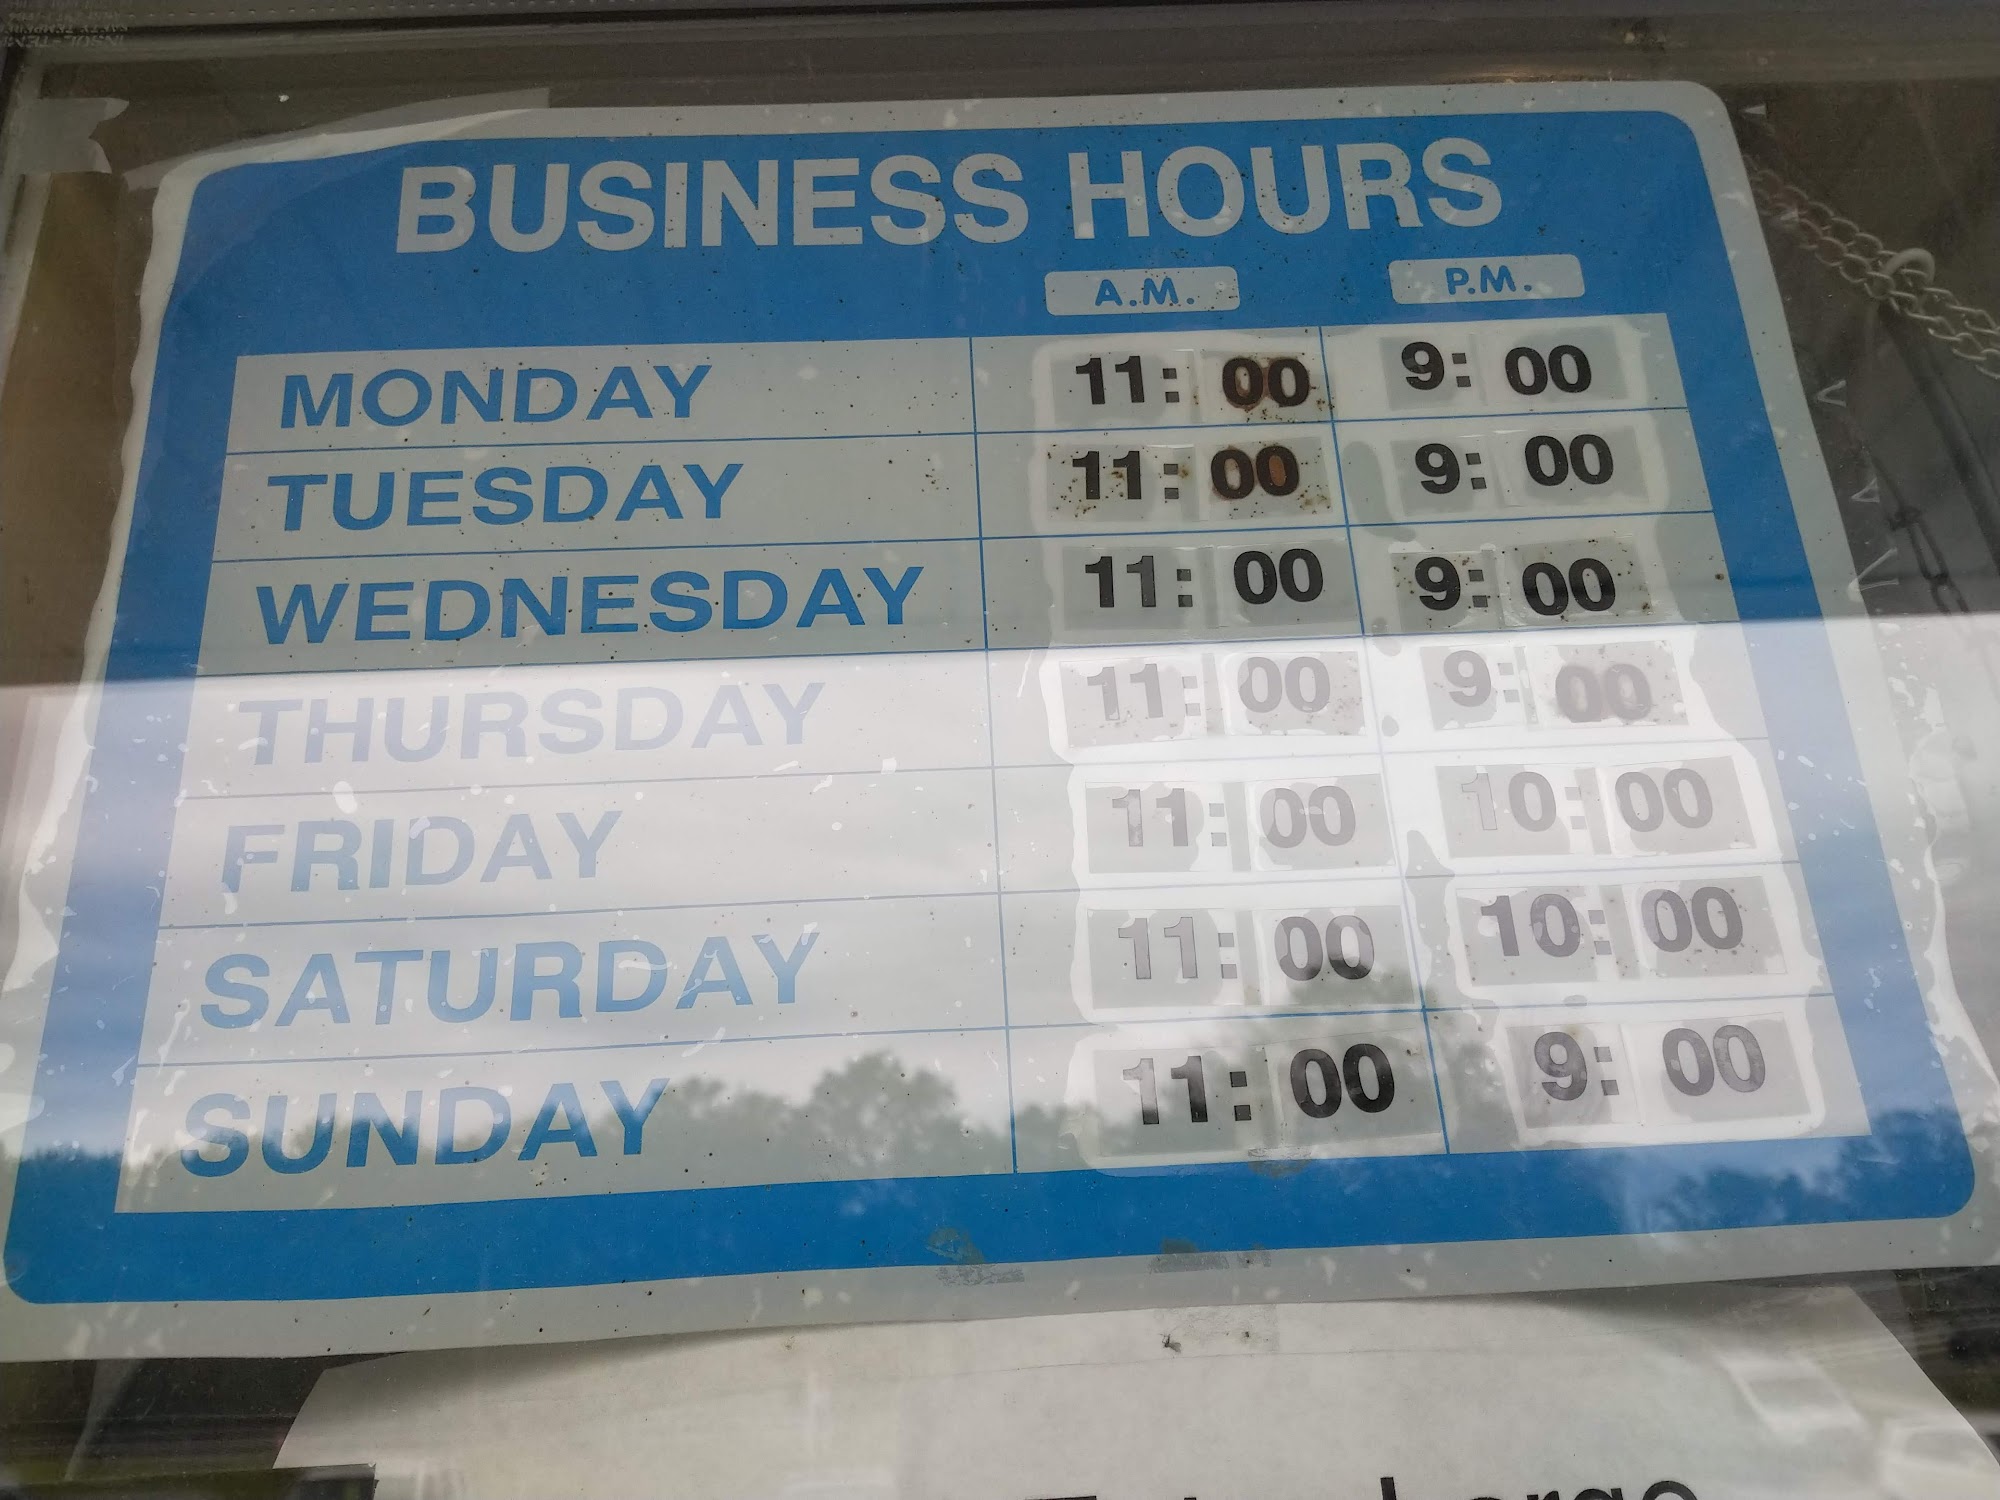 BUSINESS HOURS
A.M. P.M.
MONDAY 11:00 9:00
TUESDAY 11:00 9:00
WEDNESDAY 11:00 9:00
THURSDAY 11:00 9:00
FRIDAY 11:00 10:00
SATURDAY 11:00 10:00
SUNDAY 11:00 9:00